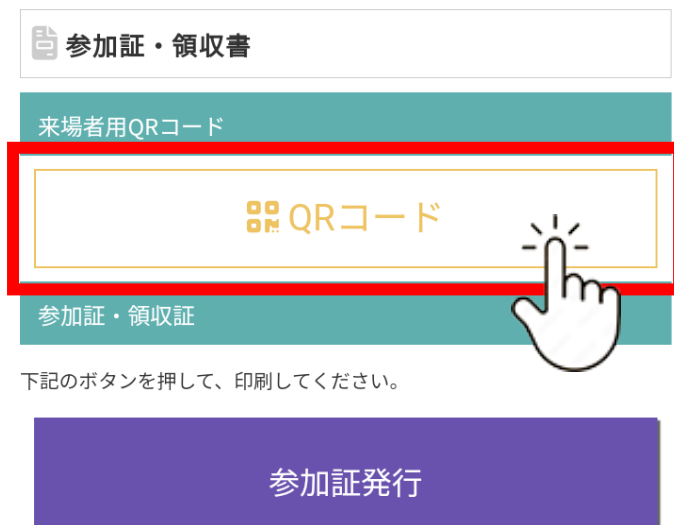 参加証・領収書
来場者用QRコード
QRコード
参加証・領収証
下記のボタンを押して、印刷してください。
参加証発行